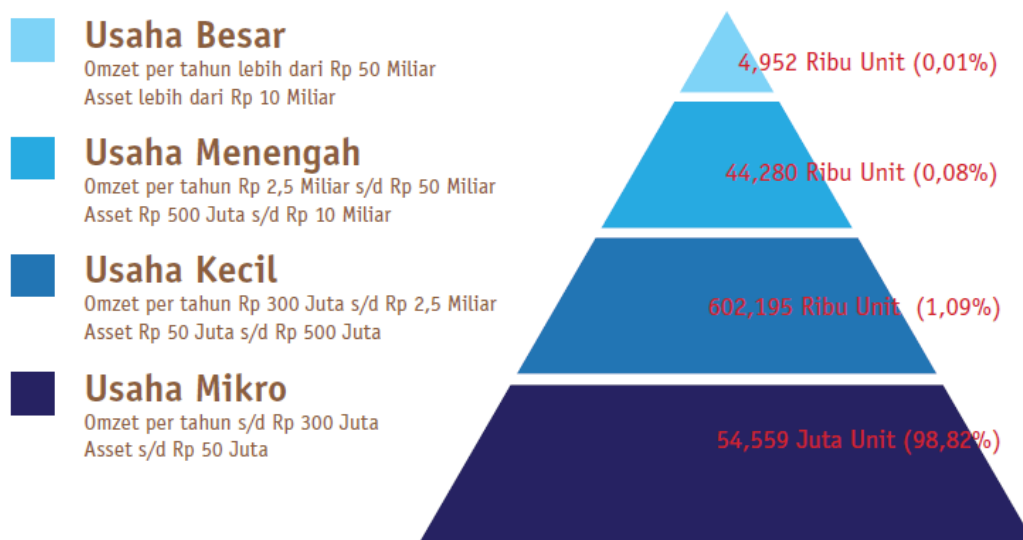 Usaha Besar
Omzet per tahun lebih dari Rp 50 Miliar
Asset lebih dari Rp 10 Miliar
4,952 Ribu Unit (0,01%)
Usaha Menengah
Omzet per tahun Rp 2,5 Miliar s/d Rp 50 Miliar
Asset Rp 500 Juta s/d Rp 10 Miliar
44,280 Ribu Unit (0,08%)
Usaha Kecil
Omzet per tahun Rp 300 Juta s/d Rp 2,5 Miliar
Asset Rp 50 Juta s/d Rp 500 Juta
602,195 Ribu Unit (1,09%)
Usaha Mikro
Omzet per tahun s/d Rp 300 Juta
Asset s/d Rp 50 Juta
54,559 Juta Unit (98,82%)